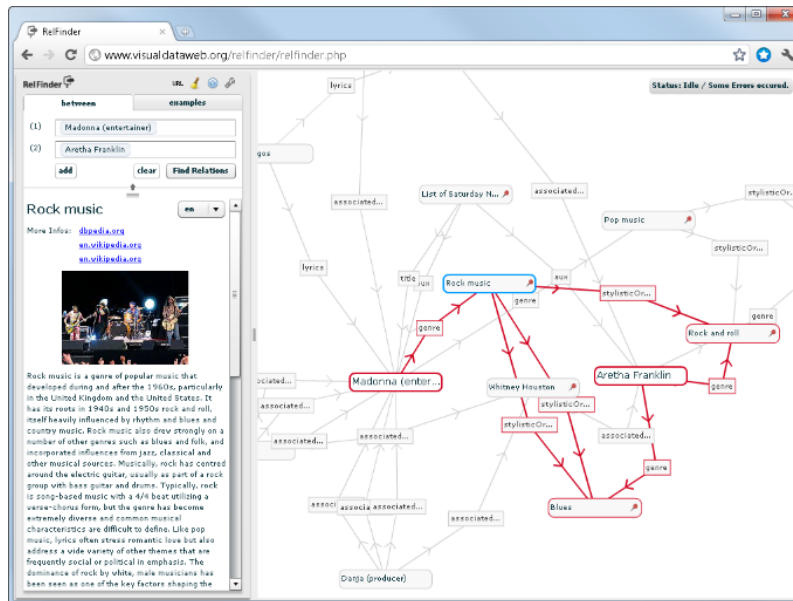 RelFinder
www.visualdataweb.org/relfinder/relfinder.php
RelFinder
URL
between
examples
(1) Madonna (entertainer)
(2) Aretha Franklin
add
clear
Find Relations
Rock music
en
More Infos: dbpedia.org
en.wikipedia.org
en.wikipedia.org
Rock music is a genre of popular music that
developed during and after the 1960s, particularly
in the United Kingdom and the United States. It
has its roots in 1940s and 1950s rock and roll,
itself heavily influenced by rhythm and blues and
country music. Rock music also drew strongly on a
number of other genres such as blues and folk, and
incorporated influences from jazz, classical and
other musical sources. Musically, rock has centred
around the electric guitar, usually as part of a rock
group with bass guitar and drums. Typically, rock
is song-based music with a 4/4 beat utilizing a
verse-chorus form, but the genre has become
extremely diverse and common musical
characteristics are difficult to define. Like pop
music, lyrics often stress romantic love but also
address a wide variety of other themes that are
frequently social or political in emphasis. The
dominance of rock by white, male musicians has
been seen as one of the key factors shaping the
Status: Idle / Some Errors occured.
lyrics
gos
associated...
List of Saturday N...
associated...
stylisticOr...
Pop music
stylisticOr...
lyrics
title
aux
Rock music
aux
genre
stylisticOr...
genre
genre
Rock and roll
Madonna (enter...
Whitney Houston
Aretha Franklin
genre
ociated...
associated...
associated...
associated...
stylisticOr...
stylisticOr...
associated...
genre
associa
associated...
associated...
Blues
associated...
Danja (producer)